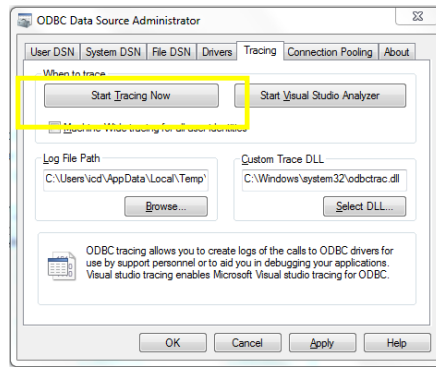 ODBC Data Source Administrator
User DSN System DSN File DSN Drivers Tracing Connection Pooling About
When to trace
Start Tracing Now Start Visual Studio Analyzer
Machine-Wide tracing for all user identities
Log File Path Custom Trace DLL
C:\Users\icd\AppData\Local\Temp\ C:\Windows\system32\odbctrac.dll
Browse... Select DLL...
ODBC tracing allows you to create logs of the calls to ODBC drivers for
use by support personnel or to aid you in debugging your applications.
Visual studio tracing enables Microsoft Visual studio tracing for ODBC.
OK Cancel Apply Help